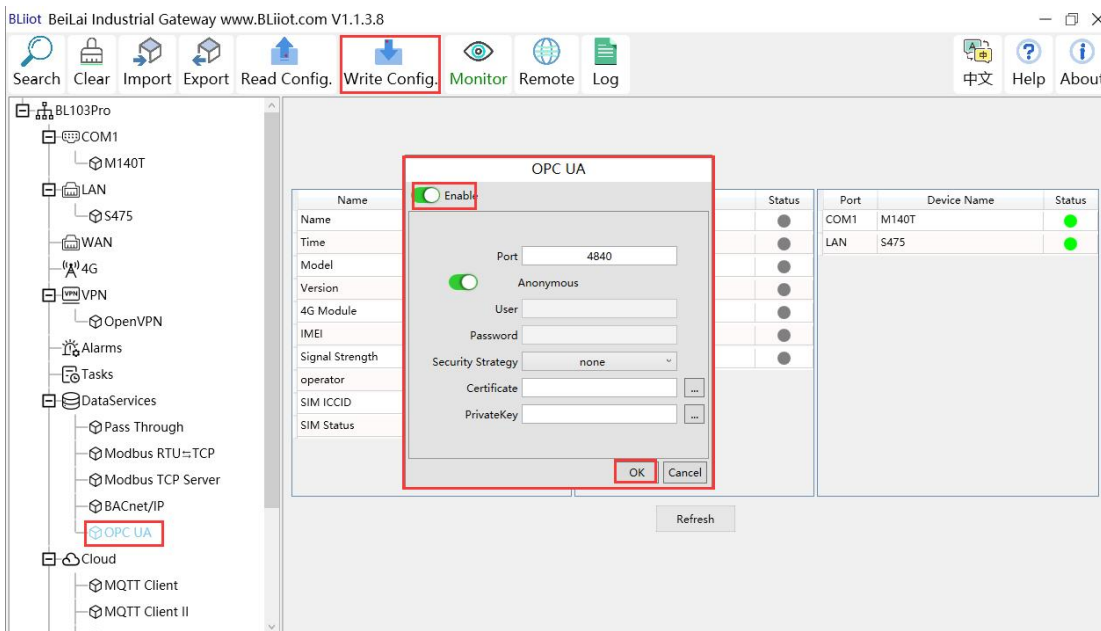 BLiiot BeiLai Industrial Gateway www.BLiiot.com V1.1.3.8
Search Clear Import Export Read Config. Write Config. Monitor Remote Log 中文 Help About
BL103Pro
COM1
M140T
LAN
S475
WAN
4G
VPN
OpenVPN
Alarms
Tasks
DataServices
Pass Through
Modbus RTU⇆TCP
Modbus TCP Server
BACnet/IP
OPC UA
Cloud
MQTT Client
MQTT Client II
Name
Name
Time
Model
Version
4G Module
IMEI
Signal Strength
operator
SIM ICCID
SIM Status
OPC UA
Enable
Port 4840
Anonymous
User
Password
Security Strategy none
Certificate ...
PrivateKey ...
OK Cancel
Status
Port Device Name Status
COM1 M140T
LAN S475
Refresh